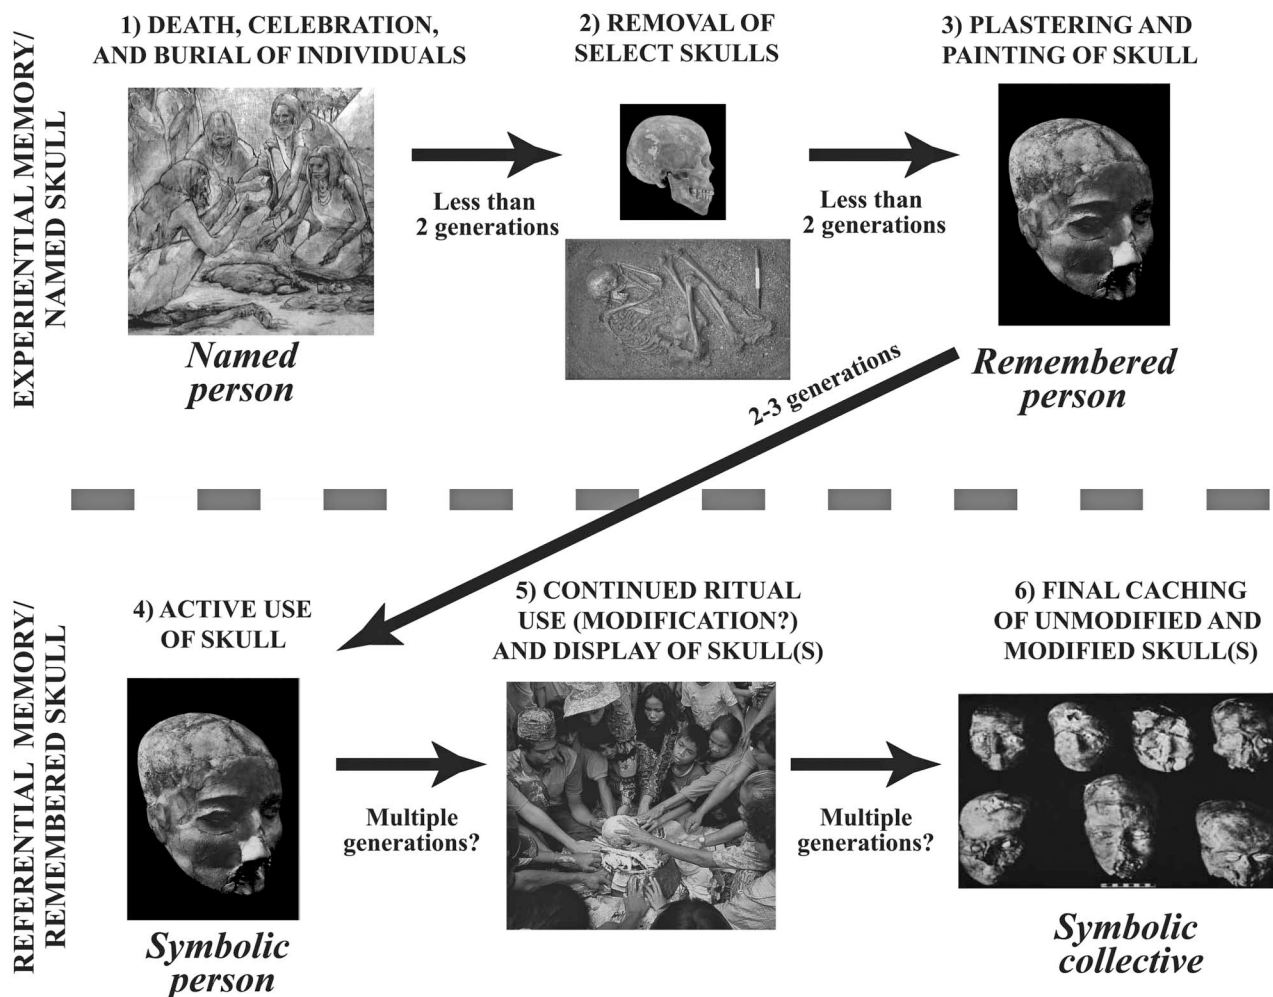 EXPERIENTIAL MEMORY/
NAMED SKULL
1) DEATH, CELEBRATION,
AND BURIAL OF INDIVIDUALS
Named
person
Less than
2 generations
2) REMOVAL OF
SELECT SKULLS
Less than
2 generations
3) PLASTERING AND
PAINTING OF SKULL
Remembered
person
2-3 generations
REFERENTIAL MEMORY/
REMEMBERED SKULL
4) ACTIVE USE
OF SKULL
Symbolic
person
Multiple
generations?
5) CONTINUED RITUAL
USE (MODIFICATION?)
AND DISPLAY OF SKULL(S)
Multiple
generations?
6) FINAL CACHING
OF UNMODIFIED AND
MODIFIED SKULL(S)
Symbolic
collective